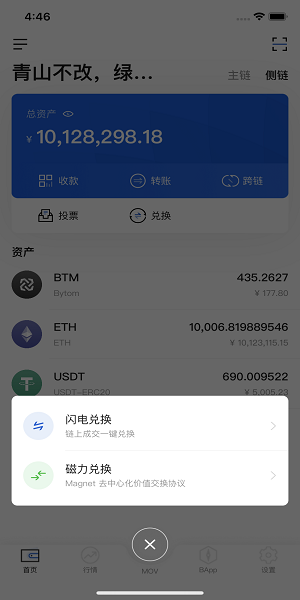 4:46
青山不改，绿...
主链 侧链
总资产
¥ 10,128,298.18
收款 转账 跨链
投票 兑换
资产
BTM 435.2627
Bytom ¥ 177.80
ETH 10,006.819889546
ETH ¥ 10,123,115.15
USDT 690.009522
USDT-ERC20 ¥ 5,005.23
闪电兑换
链上成交一键兑换
磁力兑换
Magnet 去中心化价值交换协议
首页 行情 MOV BApp 设置